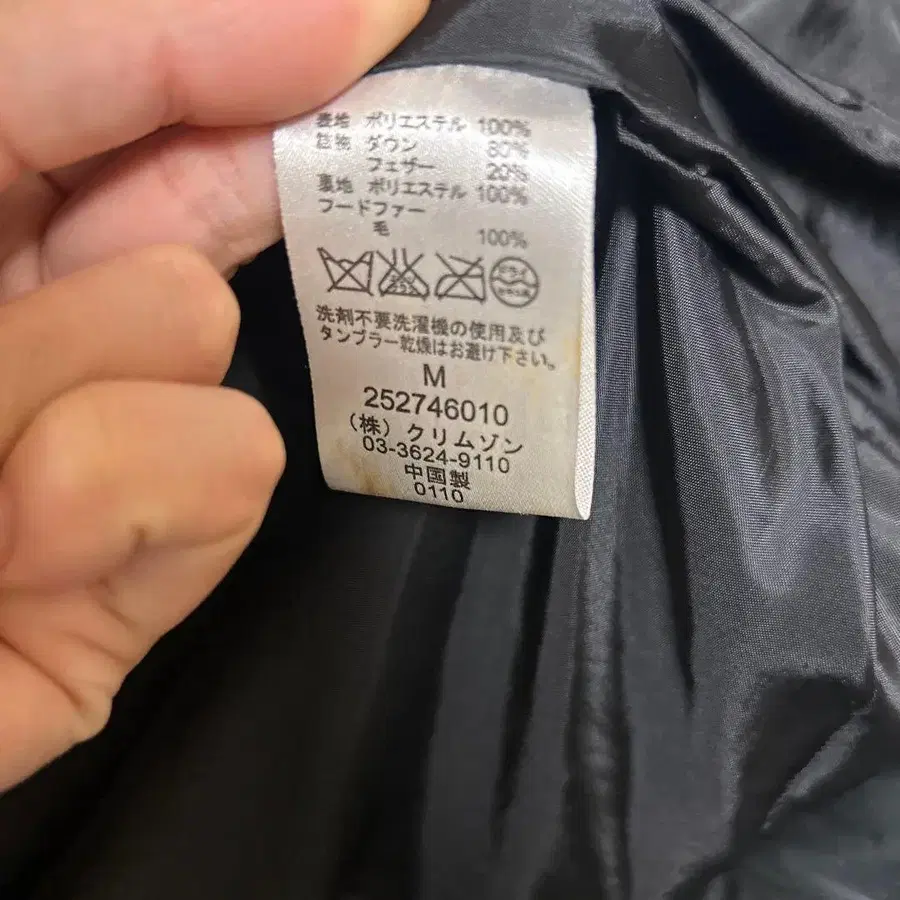 表地 ポリエステル 100%
詰物 ダウン 80%
フェザー 20%
裏地 ポリエステル 100%
フードファー
毛 100%
ドライ
洗剤不要洗濯機の使用及び
タンブラー乾燥はお避け下さい。
M
252746010
(株) クリムゾン
03-3624-9110
中国製
0110